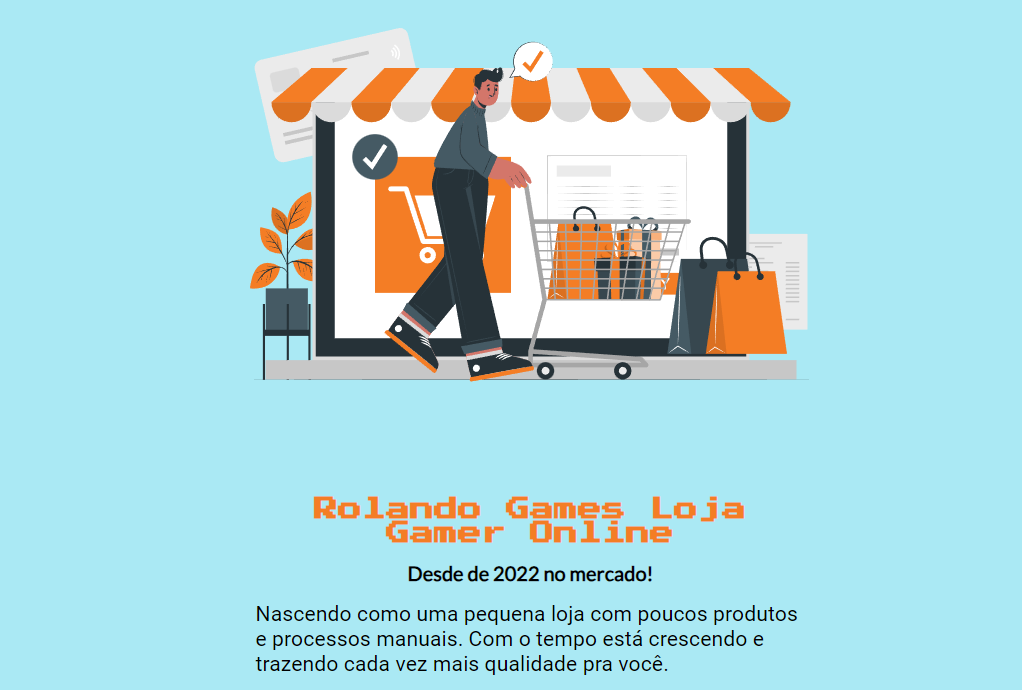 Rolando Games Loja
Gamer Online
Desde de 2022 no mercado!
Nascendo como uma pequena loja com poucos produtos
e processos manuais. Com o tempo está crescendo e
trazendo cada vez mais qualidade pra você.